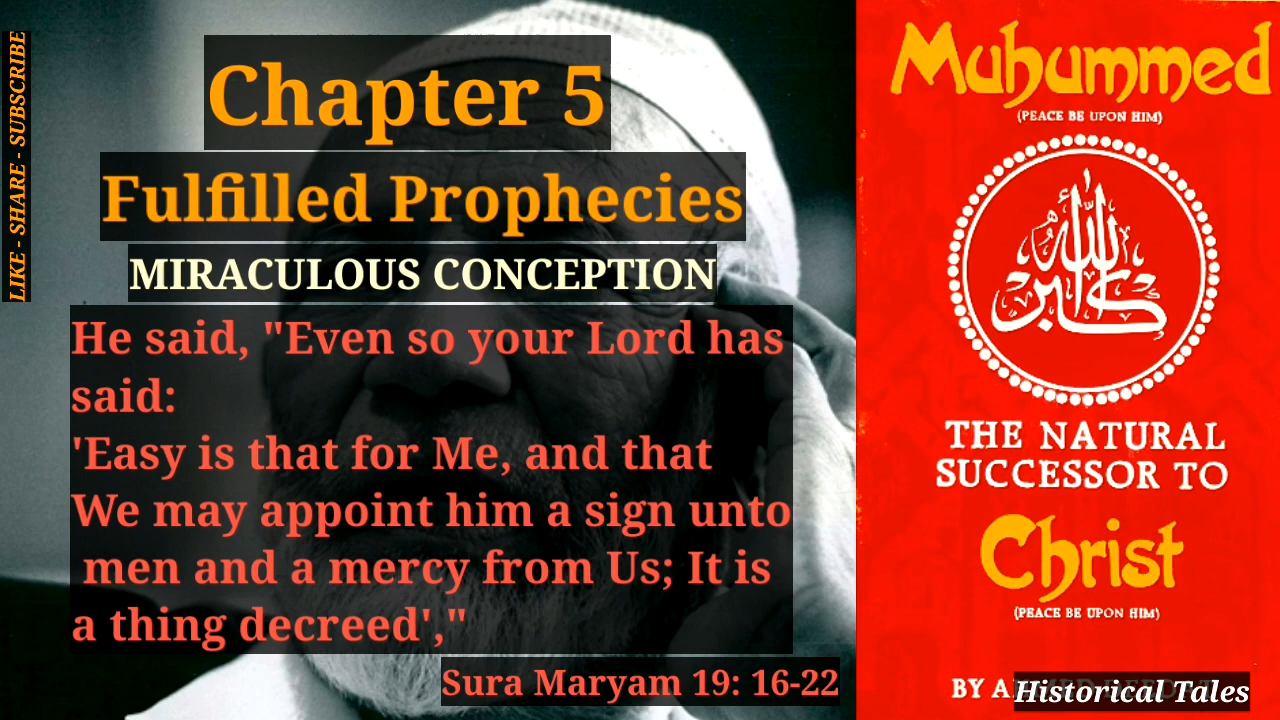 LIKE - SHARE - SUBSCRIBE
Chapter 5
Fulfilled Prophecies
MIRACULOUS CONCEPTION
He said, "Even so your Lord has
said:
'Easy is that for Me, and that
We may appoint him a sign unto
men and a mercy from Us; It is
a thing decreed',"
Sura Maryam 19: 16-22
Muhummed
(PEACE BE UPON HIM)
الله
اكبر
THE NATURAL
SUCCESSOR TO
Christ
(PEACE BE UPON HIM)
BY
Historical Tales